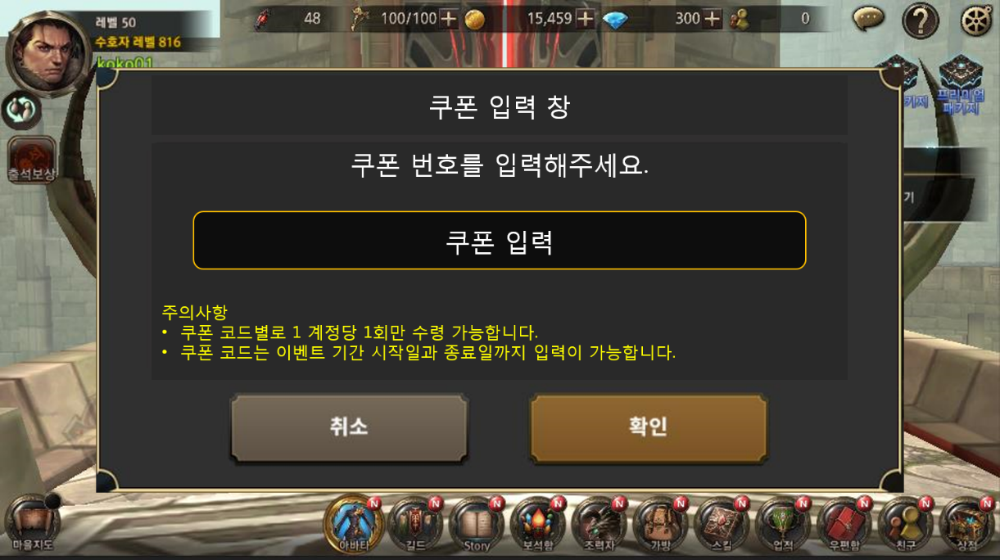 레벨 50
48
100/100
15,459
300
0
수호자 레벨 816
koko01
키지
프리미엄
패키지
출석보상
쿠폰 입력 창
쿠폰 번호를 입력해주세요.
기
쿠폰 입력
주의사항
• 쿠폰 코드별로 1 계정당 1회만 수령 가능합니다.
• 쿠폰 코드는 이벤트 기간 시작일과 종료일까지 입력이 가능합니다.
취소
확인
N N N N N N N N N N N
마을지도
아바타
길드
Story
보석함
조력자
가방
스킬
업적
우편함
친구
상점